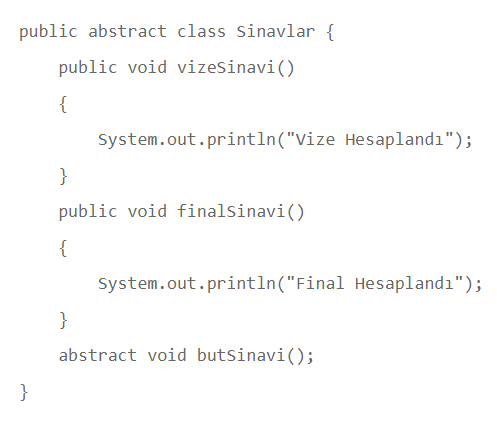 public abstract class Sinavlar {
public void vizeSinavi()
{
System.out.println("Vize Hesaplandı");
}
public void finalSinavi()
{
System.out.println("Final Hesaplandı");
}
abstract void butSinavi();
}